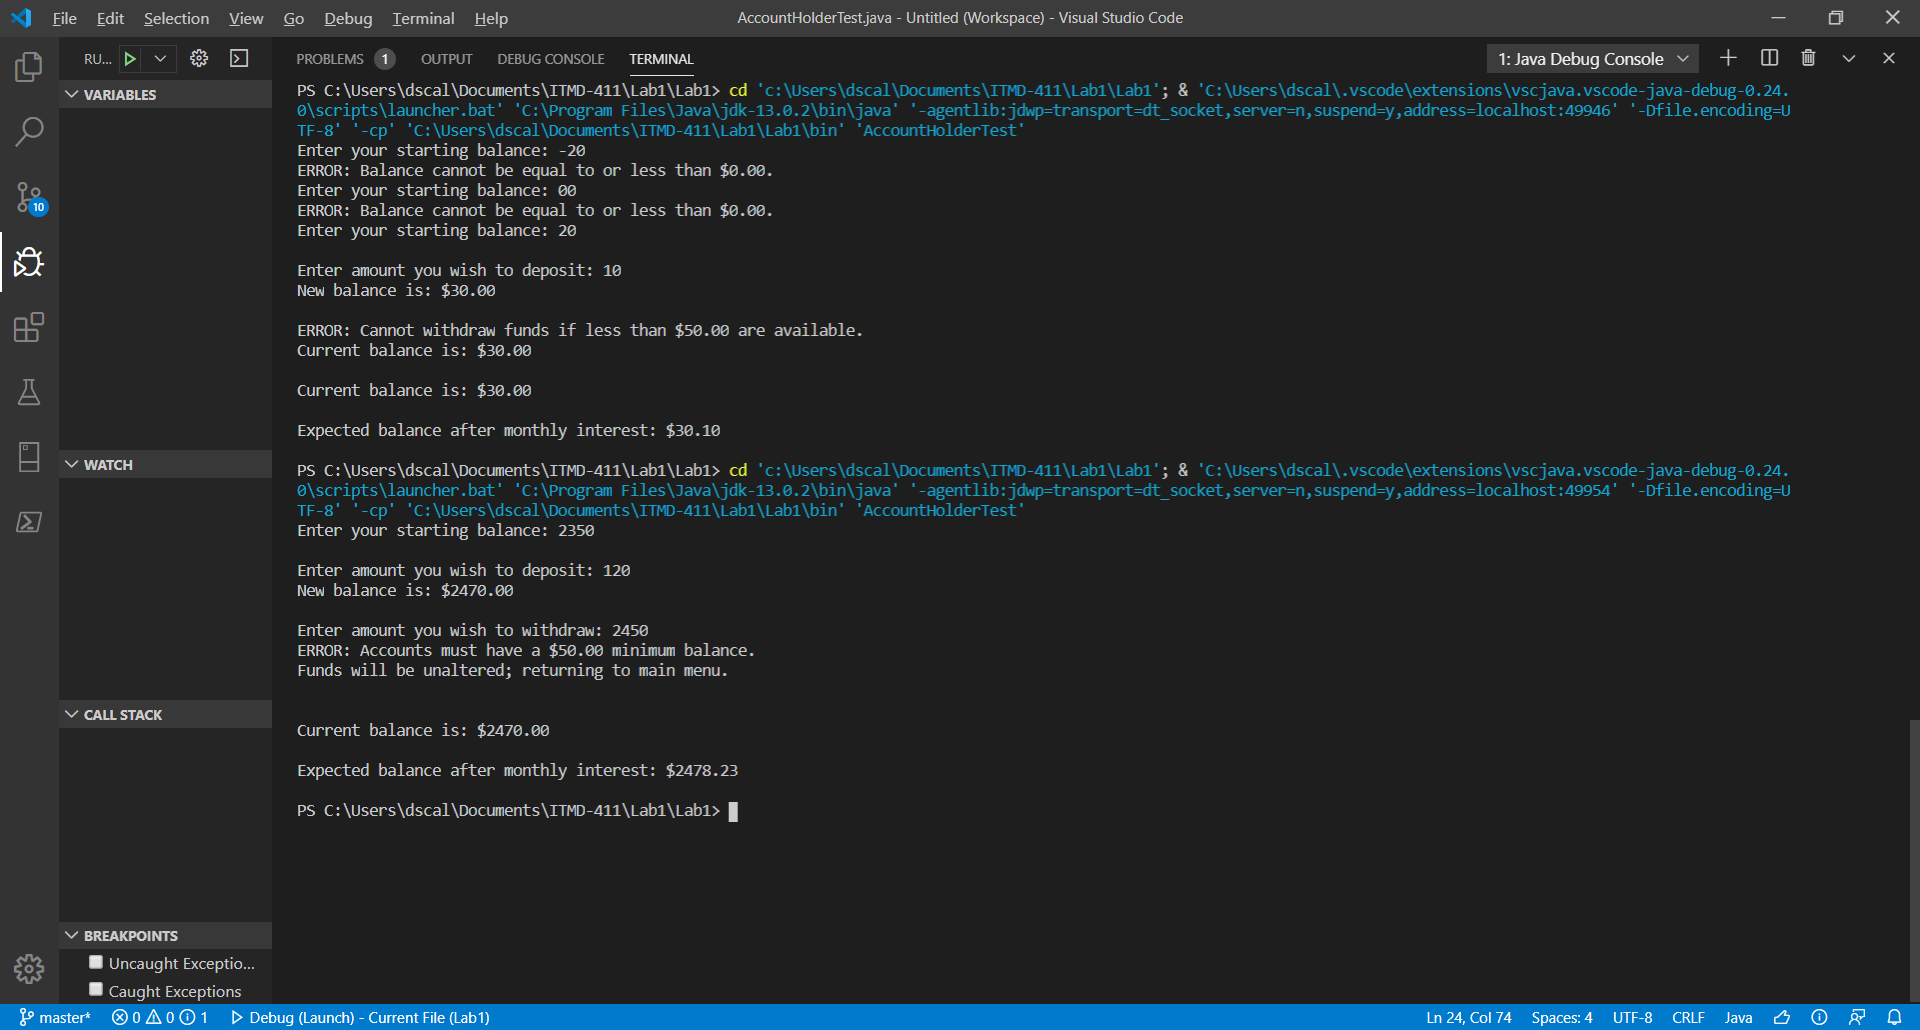 File Edit Selection View Go Debug Terminal Help
AccountHolderTest.java - Untitled (Workspace) - Visual Studio Code
RU...
PROBLEMS 1 OUTPUT DEBUG CONSOLE TERMINAL
1: Java Debug Console
VARIABLES
WATCH
CALL STACK
BREAKPOINTS
Uncaught Exceptio...
Caught Exceptions
10
PS C:\Users\dscal\Documents\ITMD-411\Lab1\Lab1> cd 'c:\Users\dscal\Documents\ITMD-411\Lab1\Lab1'; & 'C:\Users\dscal\.vscode\extensions\vscjava.vscode-java-debug-0.24.
0\scripts\launcher.bat' 'C:\Program Files\Java\jdk-13.0.2\bin\java' '-agentlib:jdwp=transport=dt_socket,server=n,suspend=y,address=localhost:49946' '-Dfile.encoding=U
TF-8' '-cp' 'C:\Users\dscal\Documents\ITMD-411\Lab1\Lab1\bin' 'AccountHolderTest'
Enter your starting balance: -20
ERROR: Balance cannot be equal to or less than $0.00.
Enter your starting balance: 00
ERROR: Balance cannot be equal to or less than $0.00.
Enter your starting balance: 20
Enter amount you wish to deposit: 10
New balance is: $30.00
ERROR: Cannot withdraw funds if less than $50.00 are available.
Current balance is: $30.00
Current balance is: $30.00
Expected balance after monthly interest: $30.10
PS C:\Users\dscal\Documents\ITMD-411\Lab1\Lab1> cd 'c:\Users\dscal\Documents\ITMD-411\Lab1\Lab1'; & 'C:\Users\dscal\.vscode\extensions\vscjava.vscode-java-debug-0.24.
0\scripts\launcher.bat' 'C:\Program Files\Java\jdk-13.0.2\bin\java' '-agentlib:jdwp=transport=dt_socket,server=n,suspend=y,address=localhost:49954' '-Dfile.encoding=U
TF-8' '-cp' 'C:\Users\dscal\Documents\ITMD-411\Lab1\Lab1\bin' 'AccountHolderTest'
Enter your starting balance: 2350
Enter amount you wish to deposit: 120
New balance is: $2470.00
Enter amount you wish to withdraw: 2450
ERROR: Accounts must have a $50.00 minimum balance.
Funds will be unaltered; returning to main menu.
Current balance is: $2470.00
Expected balance after monthly interest: $2478.23
PS C:\Users\dscal\Documents\ITMD-411\Lab1\Lab1>
master* 0 0 1 Debug (Launch) - Current File (Lab1)
Ln 24, Col 74 Spaces: 4 UTF-8 CRLF Java